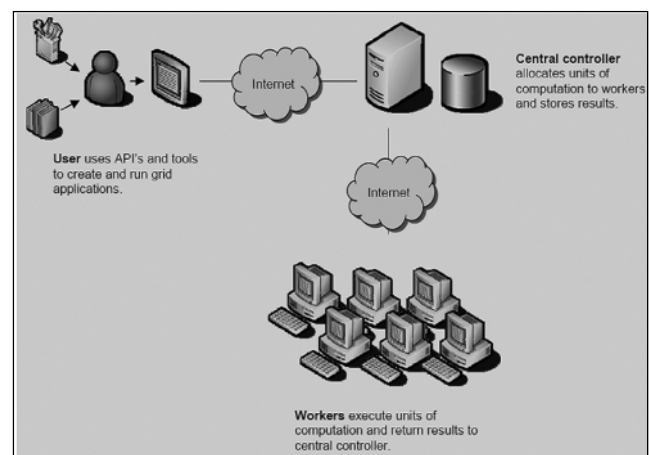 Internet
Central controller
allocates units of
computation to workers
and stores results.
User uses API's and tools
to create and run grid
applications.
Internet
Workers execute units of
computation and return results to
central controller.